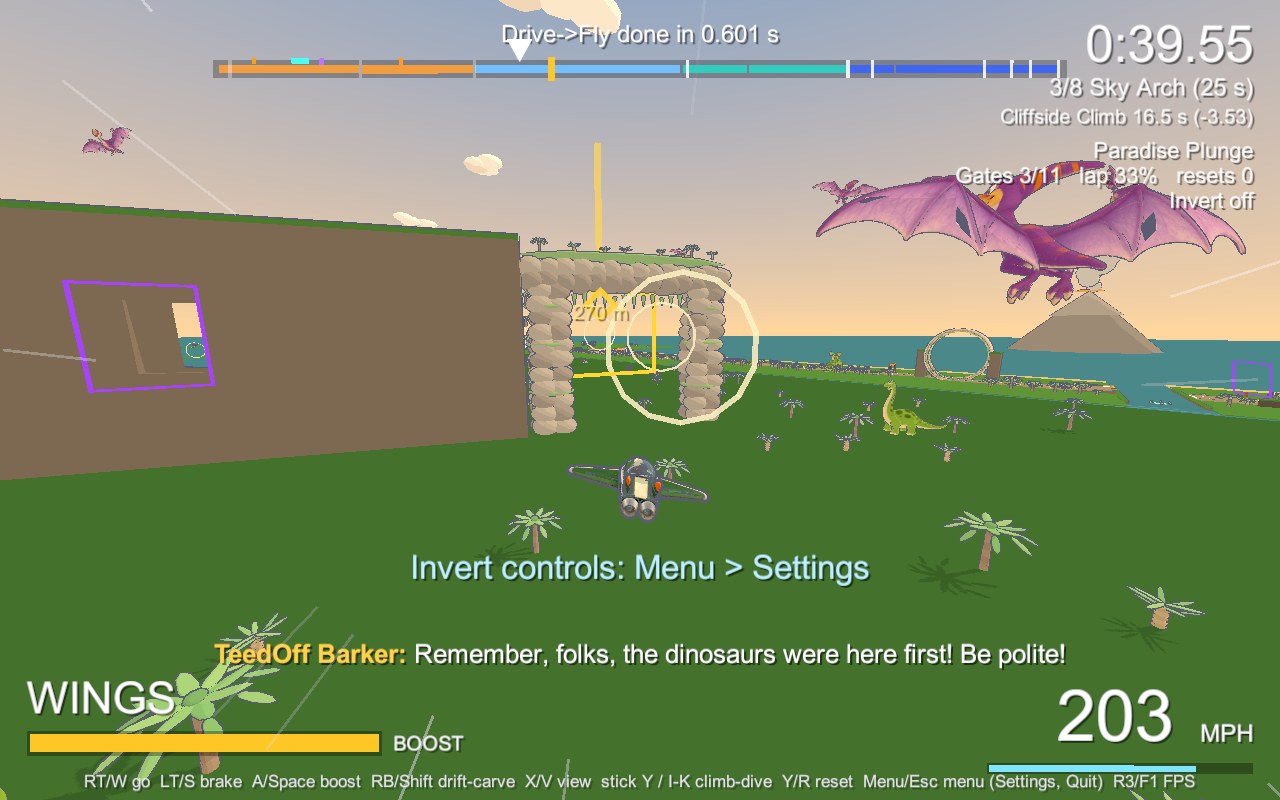 Drive->Fly done in 0.601 s
0:39.55
3/8 Sky Arch (25 s)
Cliffside Climb 16.5 s (-3.53)
Paradise Plunge
Gates 3/11 lap 33% resets 0
Invert off
270 m
Invert controls: Menu > Settings
TeedOff Barker: Remember, folks, the dinosaurs were here first! Be polite!
WINGS
BOOST
203 MPH
RT/W go LT/S brake A/Space boost RB/Shift drift-carve X/V view stick Y / I-K climb-dive Y/R reset Menu/Esc menu (Settings, Quit) R3/F1 FPS